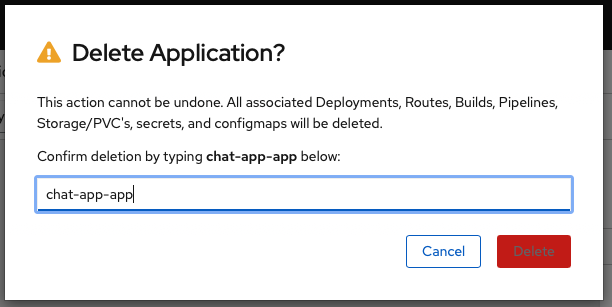 Delete Application?
This action cannot be undone. All associated Deployments, Routes, Builds, Pipelines,
Storage/PVC's, secrets, and configmaps will be deleted.
Confirm deletion by typing chat-app-app below:
chat-app-app
Cancel
Delete